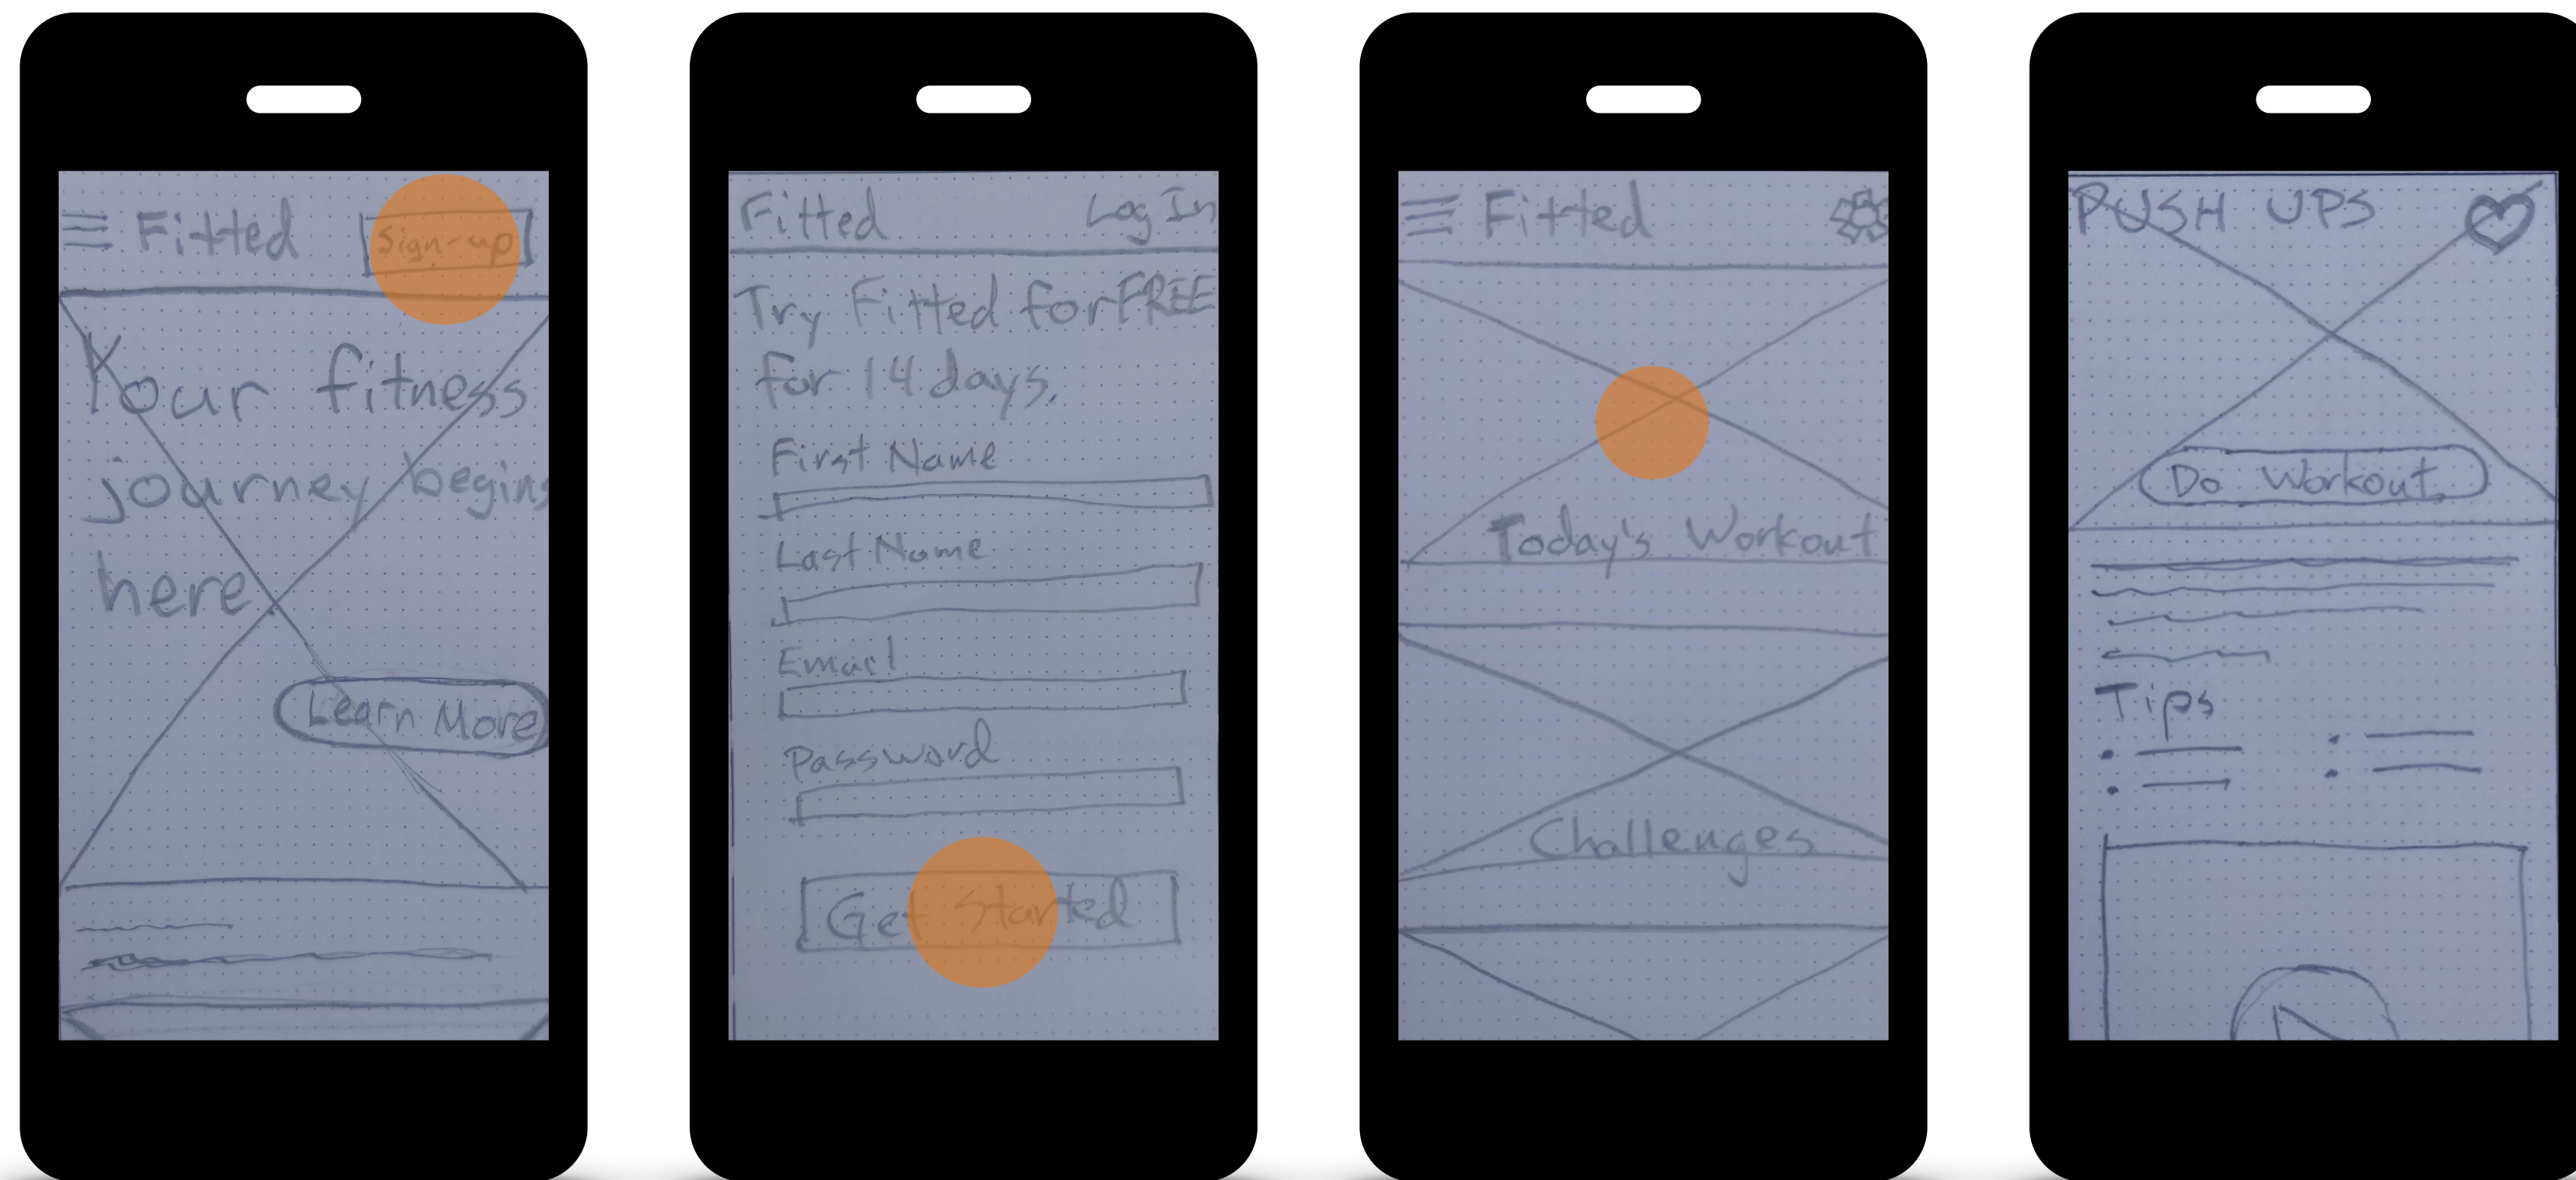 Fitted Sign-up
Your fitness
journey begins
here.
Learn More
Fitted Log In
Try Fitted for FREE
for 14 days.
First Name
Last Name
Email
Password
Get Started
Fitted
Today's Workout
Challenges
PUSH UPS
Do Workout
Tips